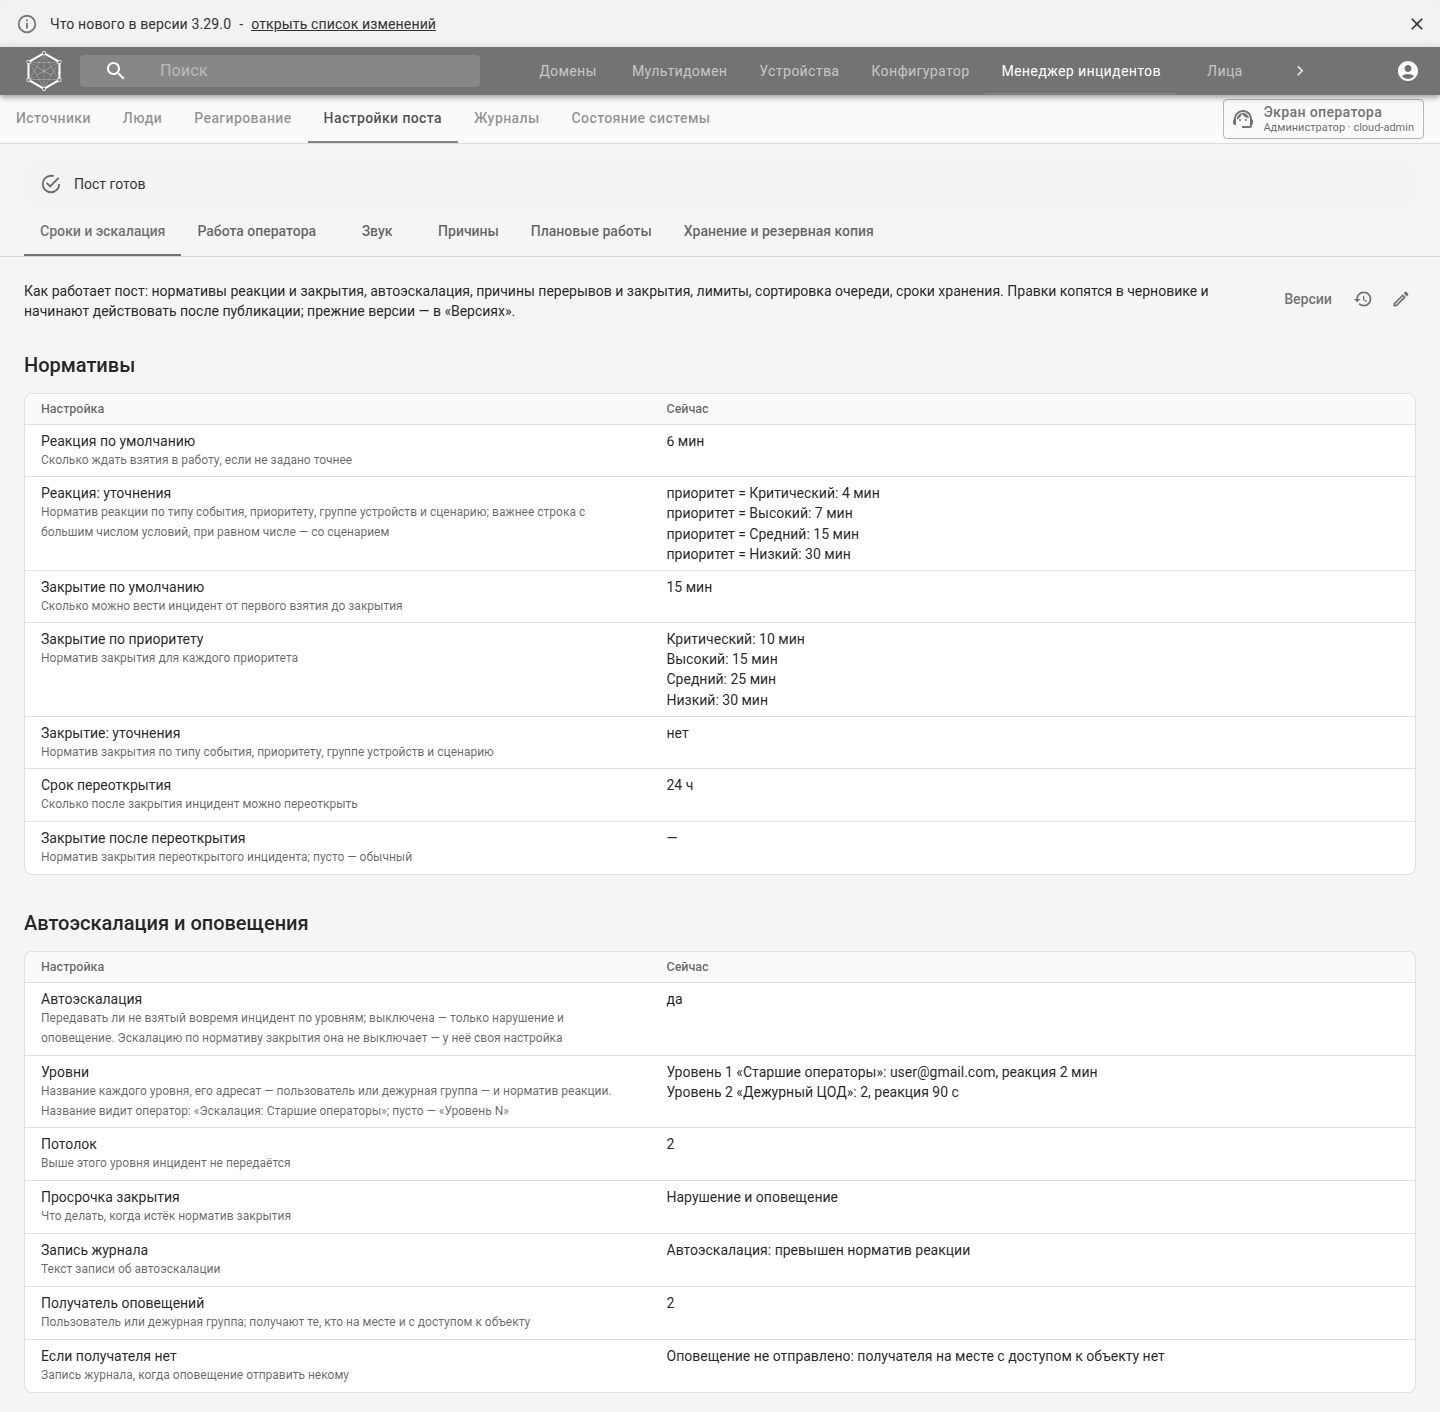 Что нового в версии 3.29.0 - открыть список изменений
Поиск
Домены Мультидомен Устройства Конфигуратор Менеджер инцидентов Лица
Источники Люди Реагирование Настройки поста Журналы Состояние системы
Экран оператора
Администратор · cloud-admin
Пост готов
Сроки и эскалация Работа оператора Звук Причины Плановые работы Хранение и резервная копия
Как работает пост: нормативы реакции и закрытия, автоэскалация, причины перерывов и закрытия, лимиты, сортировка очереди, сроки хранения. Правки копятся в черновике и
начинают действовать после публикации; прежние версии — в «Версиях».
Версии
Нормативы
Настройка Сейчас
Реакция по умолчанию 6 мин
Сколько ждать взятия в работу, если не задано точнее
Реакция: уточнения приоритет = Критический: 4 мин
Норматив реакции по типу события, приоритету, группе устройств и сценарию; важнее строка с приоритет = Высокий: 7 мин
большим числом условий, при равном числе — со сценарием приоритет = Средний: 15 мин
приоритет = Низкий: 30 мин
Закрытие по умолчанию 15 мин
Сколько можно вести инцидент от первого взятия до закрытия
Закрытие по приоритету Критический: 10 мин
Норматив закрытия для каждого приоритета Высокий: 15 мин
Средний: 25 мин
Низкий: 30 мин
Закрытие: уточнения нет
Норматив закрытия по типу события, приоритету, группе устройств и сценарию
Срок переоткрытия 24 ч
Сколько после закрытия инцидент можно переоткрыть
Закрытие после переоткрытия —
Норматив закрытия переоткрытого инцидента; пусто — обычный
Автоэскалация и оповещения
Настройка Сейчас
Автоэскалация да
Передавать ли не взятый вовремя инцидент по уровням; выключена — только нарушение и
оповещение. Эскалацию по нормативу закрытия она не выключает — у неё своя настройка
Уровни Уровень 1 «Старшие операторы»: user@gmail.com, реакция 2 мин
Название каждого уровня, его адресат — пользователь или дежурная группа — и норматив реакции. Уровень 2 «Дежурный ЦОД»: 2, реакция 90 с
Название видит оператор: «Эскалация: Старшие операторы»; пусто — «Уровень N»
Потолок 2
Выше этого уровня инцидент не передаётся
Просрочка закрытия Нарушение и оповещение
Что делать, когда истёк норматив закрытия
Запись журнала Автоэскалация: превышен норматив реакции
Текст записи об автоэскалации
Получатель оповещений 2
Пользователь или дежурная группа; получают те, кто на месте и с доступом к объекту
Если получателя нет Оповещение не отправлено: получателя на месте с доступом к объекту нет
Запись журнала, когда оповещение отправить некому